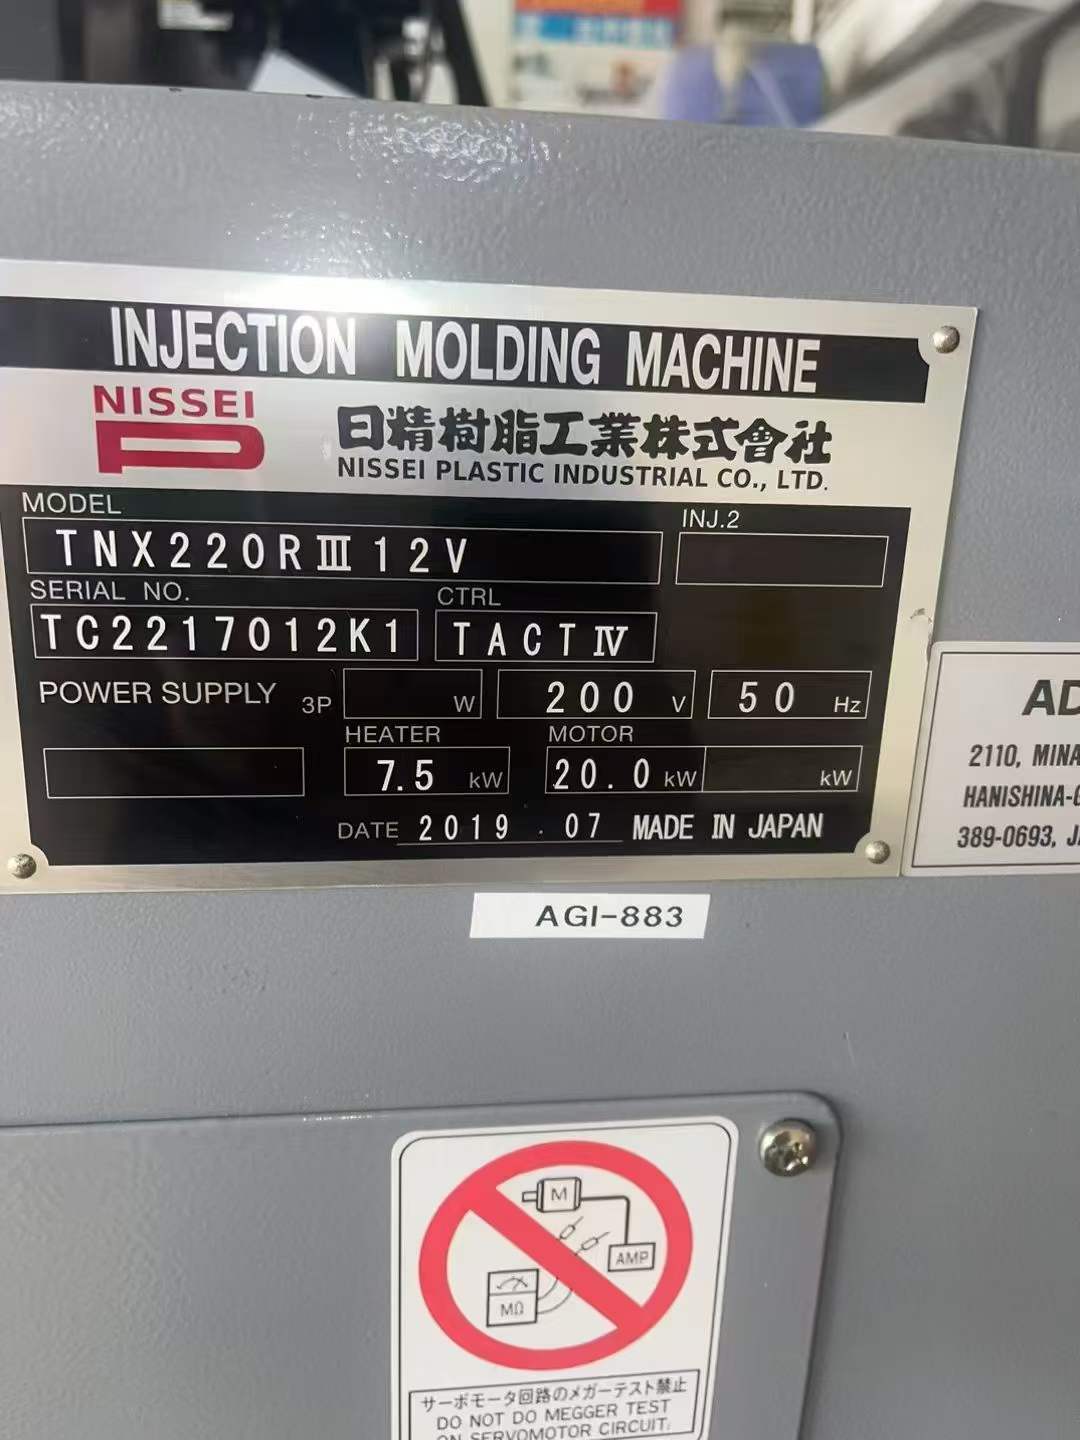 INJECTION MOLDING MACHINE
NISSEI
日精樹脂工業株式會社
NISSEI PLASTIC INDUSTRIAL CO., LTD.
MODEL
INJ.2
TNX220RⅢ12V
SERIAL NO.
CTRL
TC2217012K1
TACTⅣ
POWER SUPPLY 3P W 200 V 50 Hz
HEATER
MOTOR
7.5 kW
20.0 kW
kW
DATE 2019.07 MADE IN JAPAN
2110,
389-0693,
AGI-883
M
AMP
MΩ
サーボモータ回路のメガーテスト禁止
DO NOT DO MEGGER TEST
ON SERVOMOTOR CIRCUIT.